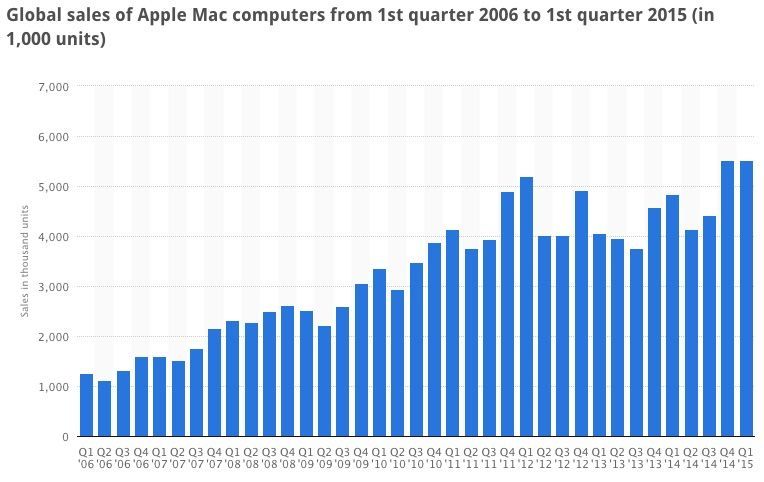 Global sales of Apple Mac computers from 1st quarter 2006 to 1st quarter 2015 (in
1,000 units)
7,000
6,000
5,000
4,000
3,000
2,000
1,000
0
Sales in thousand units
Q1 Q2 Q3 Q4 Q1 Q2 Q3 Q4 Q1 Q2 Q3 Q4 Q1 Q2 Q3 Q4 Q1 Q2 Q3 Q4 Q1 Q2 Q3 Q4 Q1 Q2 Q3 Q4 Q1 Q2 Q3 Q4 Q1 Q2 Q3 Q4 Q1
'06 '06 '06 '06 '07 '07 '07 '07 '08 '08 '08 '08 '09 '09 '09 '09 '10 '10 '10 '10 '11 '11 '11 '11 '12 '12 '12 '12 '13 '13 '13 '13 '14 '14 '14 '14 '15